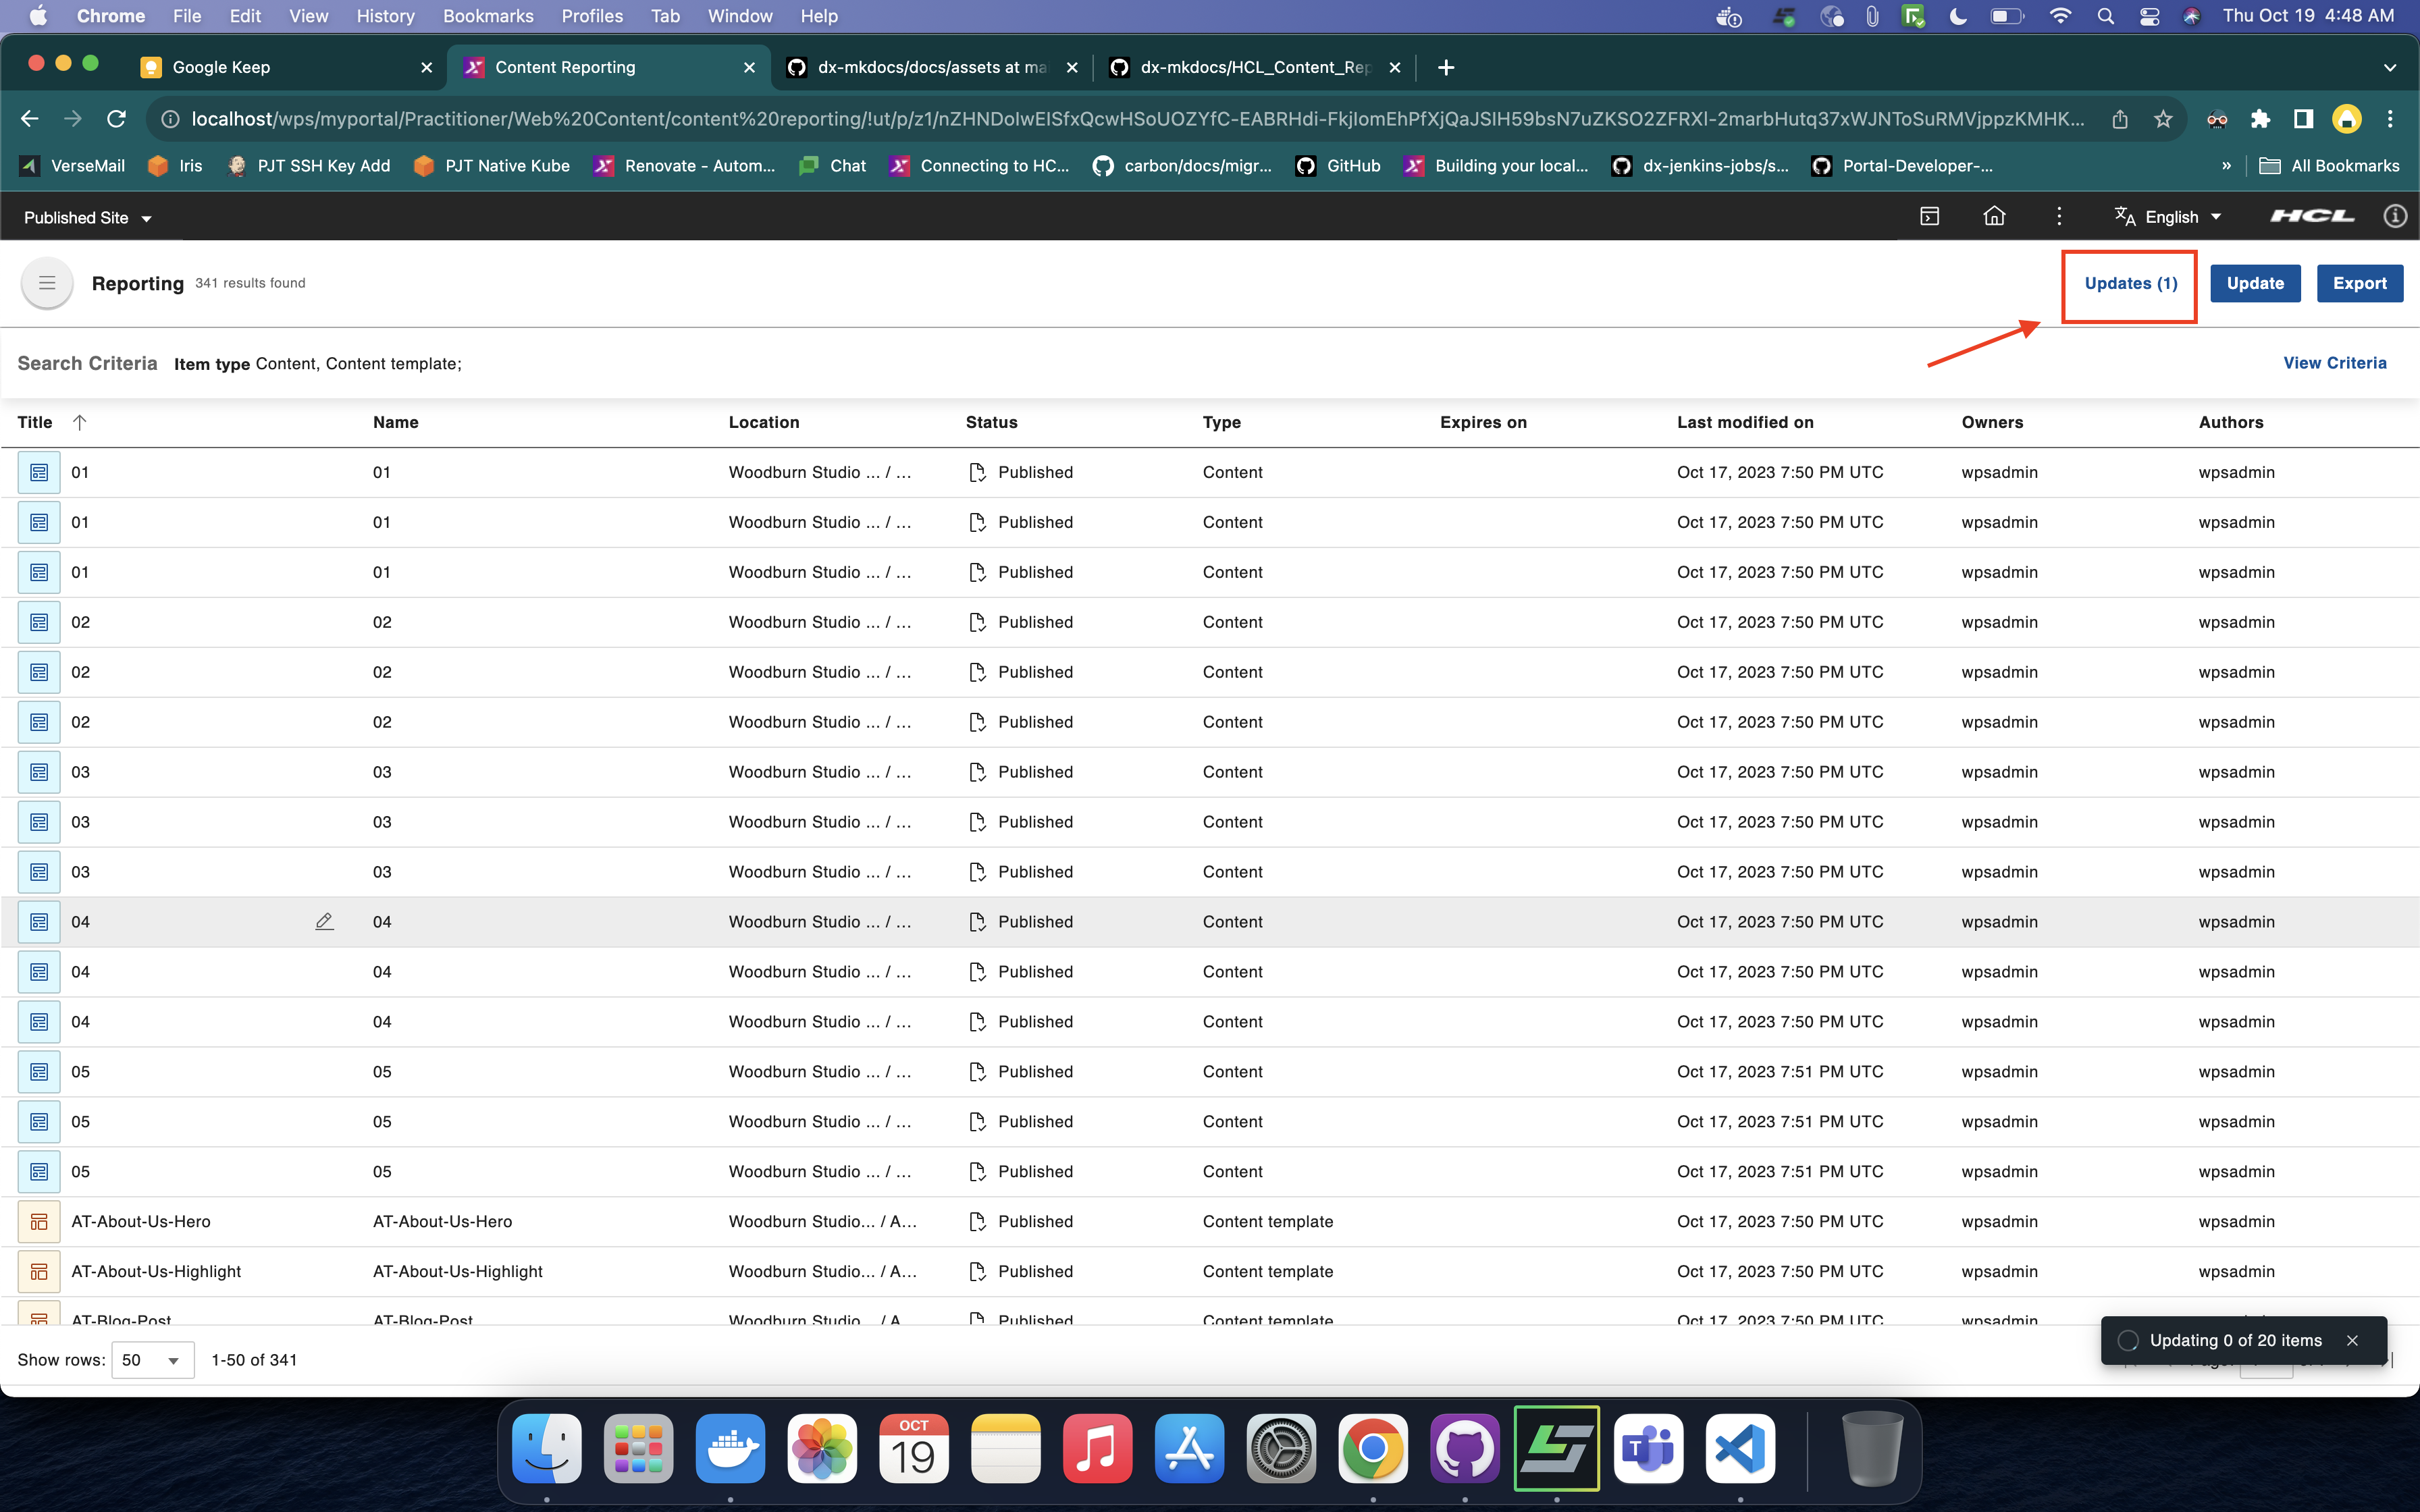 Chrome File Edit View History Bookmarks Profiles Tab Window Help Thu Oct 19 4:48 AM
Google Keep Content Reporting dx-mkdocs/docs/assets at ma dx-mkdocs/HCL_Content_Rep
localhost/wps/myportal/Practitioner/Web%20Content/content%20reporting/!ut/p/z1/nZHNDoIwEISfxQcwHSoUOZYfC-EABRHdi-FkjIomEhPfXjQaJSIH59bsN7uZKSO2ZFRXl-2marbHutq37xWJNToSuRMVjppzKMHK...
VerseMail Iris PJT SSH Key Add PJT Native Kube Renovate - Autom... Chat Connecting to HC... carbon/docs/migr... GitHub Building your local... dx-jenkins-jobs/s... Portal-Developer-... » All Bookmarks
Published Site English HCL
Reporting 341 results found Updates (1) Update Export
Search Criteria Item type Content, Content template; View Criteria
Title Name Location Status Type Expires on Last modified on Owners Authors
01 01 Woodburn Studio ... / ... Published Content Oct 17, 2023 7:50 PM UTC wpsadmin wpsadmin
01 01 Woodburn Studio ... / ... Published Content Oct 17, 2023 7:50 PM UTC wpsadmin wpsadmin
01 01 Woodburn Studio ... / ... Published Content Oct 17, 2023 7:50 PM UTC wpsadmin wpsadmin
02 02 Woodburn Studio ... / ... Published Content Oct 17, 2023 7:50 PM UTC wpsadmin wpsadmin
02 02 Woodburn Studio ... / ... Published Content Oct 17, 2023 7:50 PM UTC wpsadmin wpsadmin
02 02 Woodburn Studio ... / ... Published Content Oct 17, 2023 7:50 PM UTC wpsadmin wpsadmin
03 03 Woodburn Studio ... / ... Published Content Oct 17, 2023 7:50 PM UTC wpsadmin wpsadmin
03 03 Woodburn Studio ... / ... Published Content Oct 17, 2023 7:50 PM UTC wpsadmin wpsadmin
03 03 Woodburn Studio ... / ... Published Content Oct 17, 2023 7:50 PM UTC wpsadmin wpsadmin
04 04 Woodburn Studio ... / ... Published Content Oct 17, 2023 7:50 PM UTC wpsadmin wpsadmin
04 04 Woodburn Studio ... / ... Published Content Oct 17, 2023 7:50 PM UTC wpsadmin wpsadmin
04 04 Woodburn Studio ... / ... Published Content Oct 17, 2023 7:50 PM UTC wpsadmin wpsadmin
05 05 Woodburn Studio ... / ... Published Content Oct 17, 2023 7:51 PM UTC wpsadmin wpsadmin
05 05 Woodburn Studio ... / ... Published Content Oct 17, 2023 7:51 PM UTC wpsadmin wpsadmin
05 05 Woodburn Studio ... / ... Published Content Oct 17, 2023 7:51 PM UTC wpsadmin wpsadmin
AT-About-Us-Hero AT-About-Us-Hero Woodburn Studio... / A... Published Content template Oct 17, 2023 7:50 PM UTC wpsadmin wpsadmin
AT-About-Us-Highlight AT-About-Us-Highlight Woodburn Studio... / A... Published Content template Oct 17, 2023 7:50 PM UTC wpsadmin wpsadmin
AT-Blog-Post AT-Blog-Post Woodburn Studio / A Published Content template Oct 17, 2023 7:50 PM UTC wpsadmin
Updating 0 of 20 items
Show rows: 50 1-50 of 341
OCT
19
T